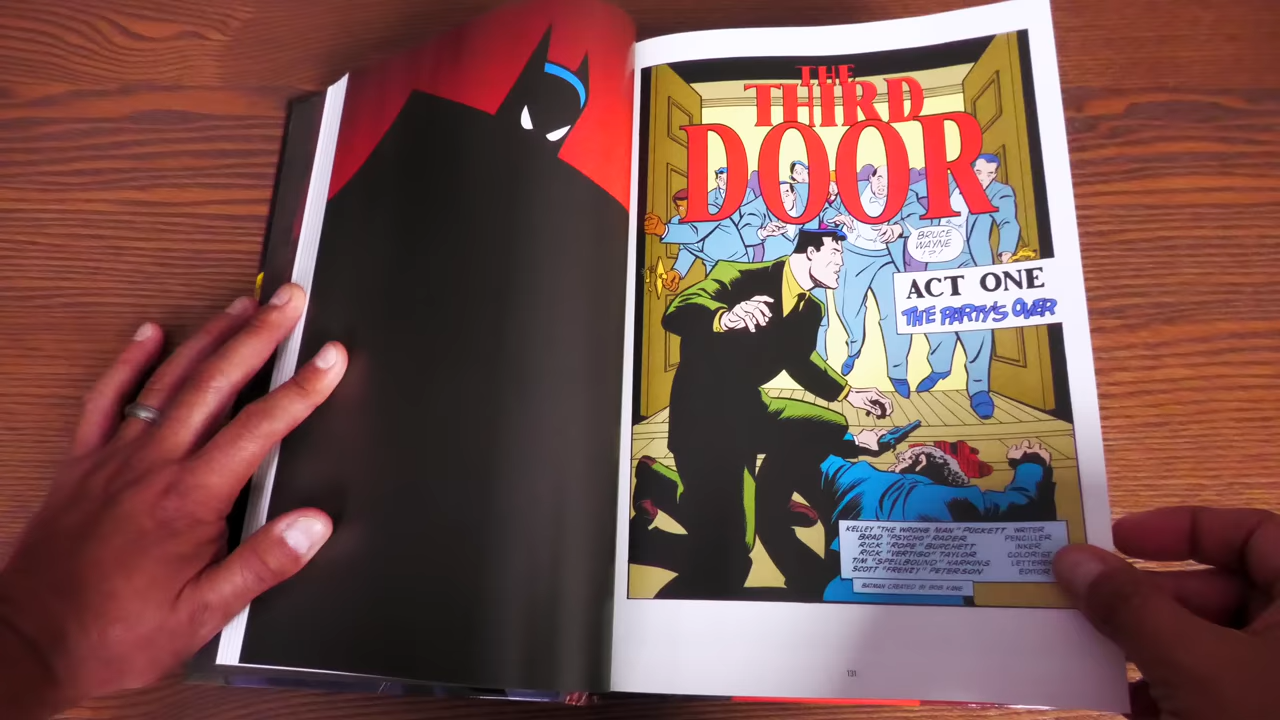 THE
THIRD
DOOR
BRUCE
WAYNE
!?!
ACT ONE
THE PARTY'S OVER
KELLEY "THE WRONG MAN" PUCKETT WRITER
BRAD "PSYCHO" RADER PENCILLER
RICK "ROPE" BURCHETT INKER
RICK "VERTIGO" TAYLOR COLORIST
TIM "SPELLBOUND" HARKINS LETTERER
SCOTT "FRENZY" PETERSON EDITOR
BATMAN CREATED BY BOB KANE
131